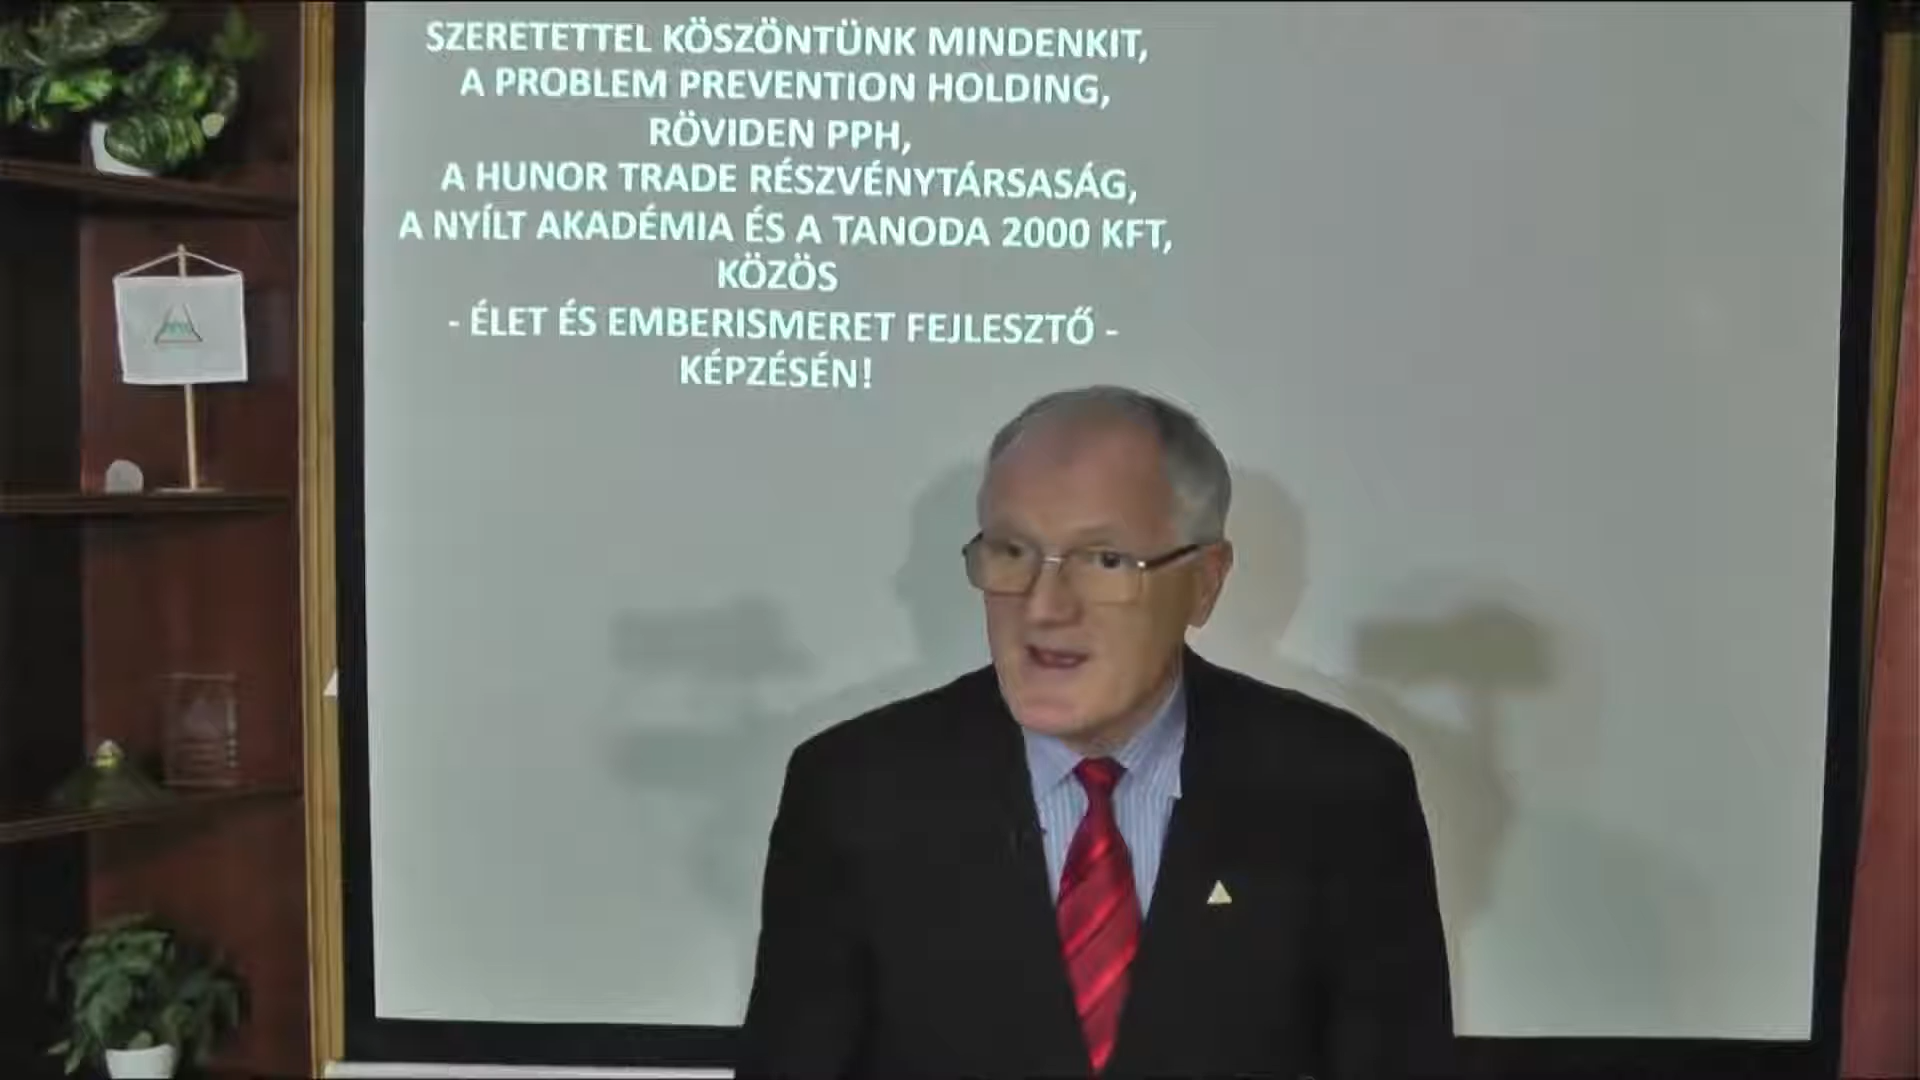 SZERETETTEL KÖSZÖNTÜNK MINDENKIT,
A PROBLEM PREVENTION HOLDING,
RÖVIDEN PPH,
A HUNOR TRADE RÉSZVÉNYTÁRSASÁG,
A NYÍLT AKADÉMIA ÉS A TANODA 2000 KFT,
KÖZÖS
- ÉLET ÉS EMBERISMERET FEJLESZTŐ -
KÉPZÉSÉN!